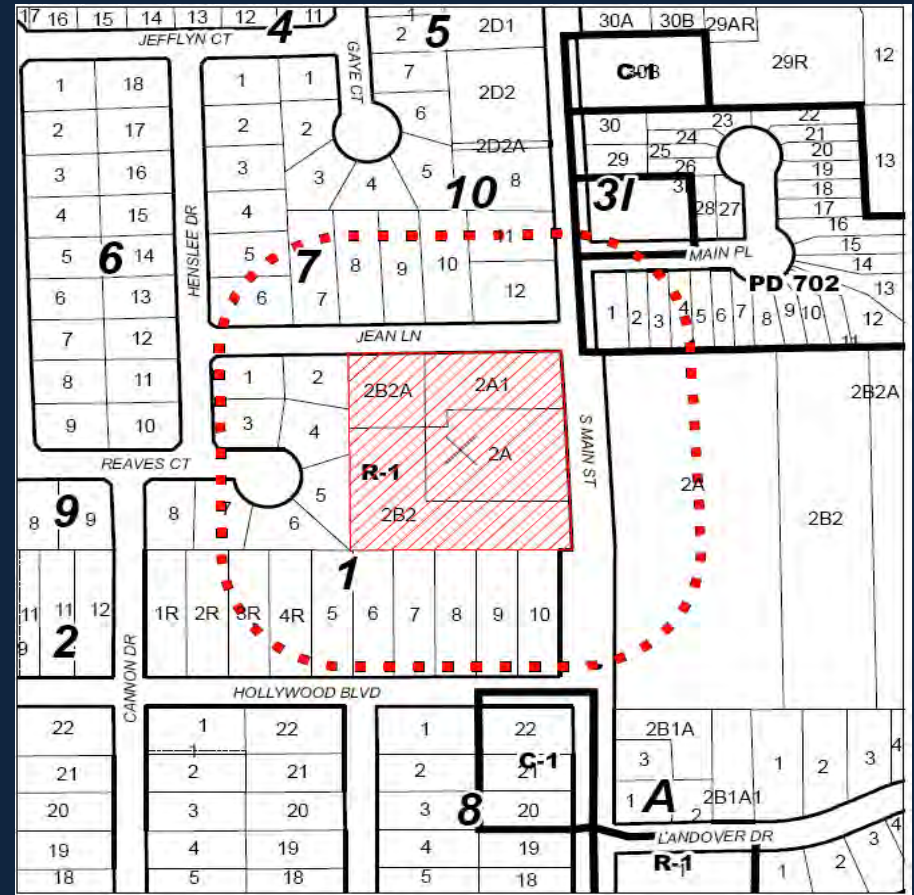 17 16 15 14 13 12 11
4
1
5
2D1
30A 30B 29AR
JEFFLYN CT
2
29R
12
GAYE CT
1 18
1 1
7
C-1
2D2
2 17
2 2
6
30 23 22
24 21
2D2A
25 20
3 16
3
29
26 19
13
3 4 5 8
10
3I
18
4 15
4
28 27 17
16
5 14
6
5
7
8 9 10
11
MAIN PL
15
14
HENSLEE DR
PD 702
6 13
6 7
12
13
1 2 3 4 5 6 7 8 9 10 12
11
7 12
JEAN LN
8 11
1 2
2B2A
2A1
2B2A
9 10
3 4
2A
S MAIN ST
REAVES CT
R-1
2A
8 9
9
8 7
6 5
2B2
2B2
1
11 11 12
9
2
1R 2R 3R 4R 5 6 7 8 9 10
CANNON DR
HOLLYWOOD BLVD
22
1 22
1
1
22
2B1A
C-1
3
1 2 3 4
21
2 21
2
21
A
1 2
2B1A1
20
3 20
3
8
20
LANDOVER DR
19
4 19
4 19
R-1
1 2 3 4
18
5 18
5 18